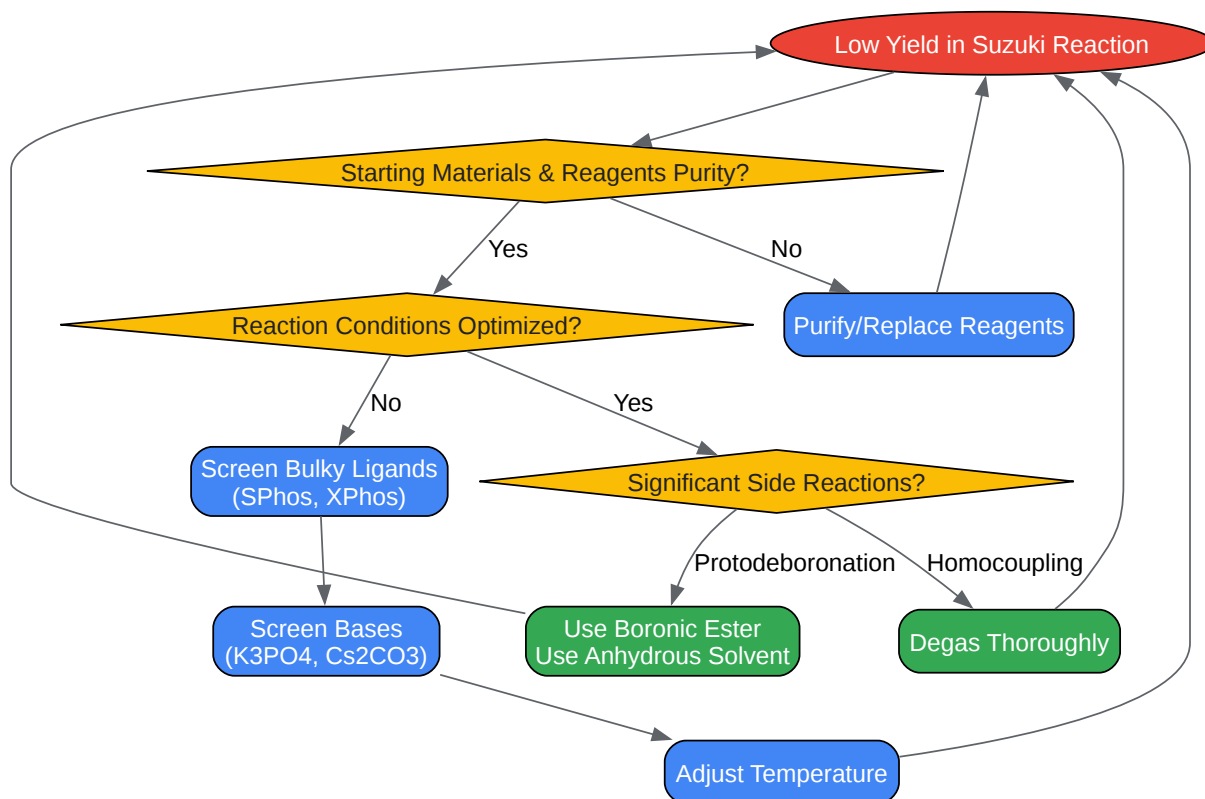 Low Yield in Suzuki Reaction
Starting Materials & Reagents Purity?
Yes
No
Reaction Conditions Optimized?
Purify/Replace Reagents
No
Yes
Screen Bulky Ligands
(SPhos, XPhos)
Significant Side Reactions?
Protodeboronation
Homocoupling
Screen Bases
(K3PO4, Cs2CO3)
Use Boronic Ester
Use Anhydrous Solvent
Degas Thoroughly
Adjust Temperature